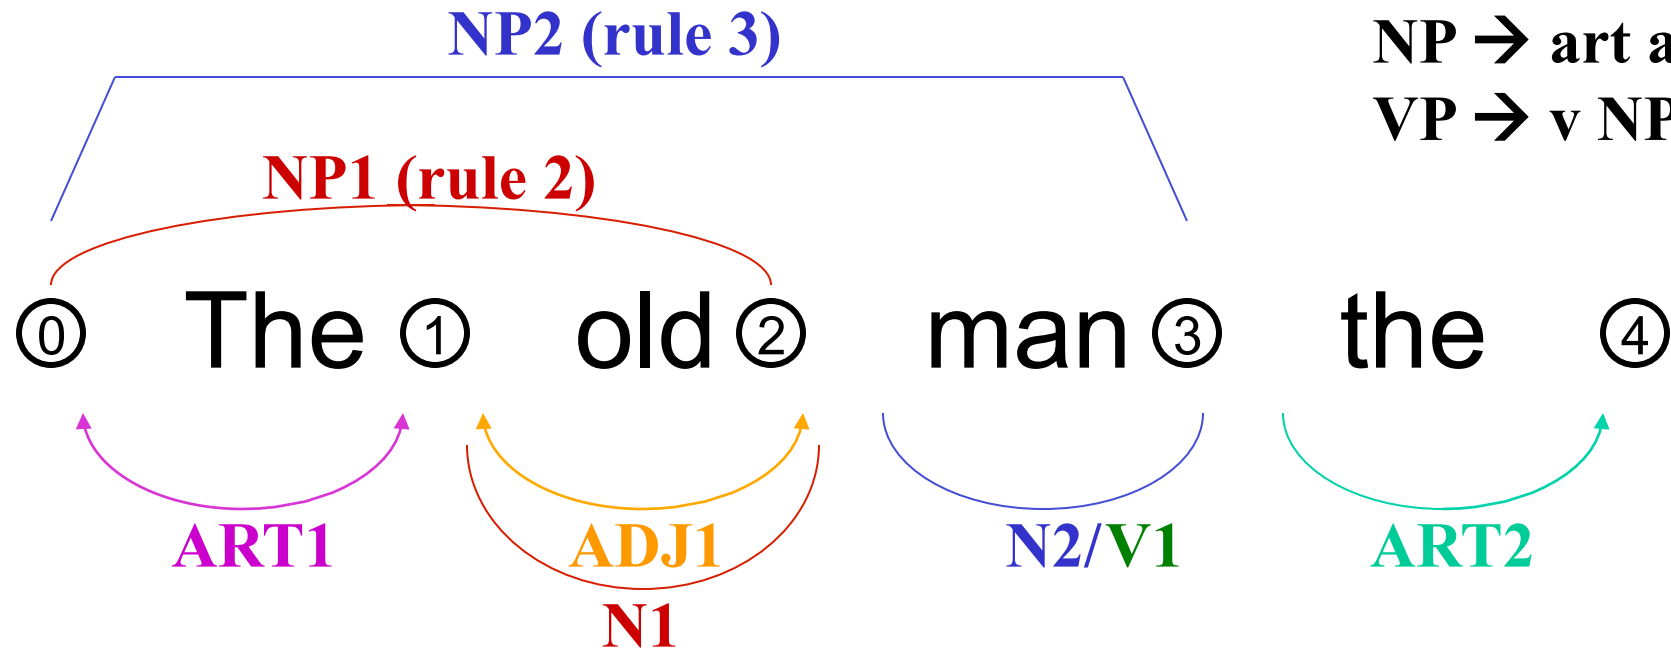 NP2 (rule 3)
NP → art a
VP → v NP
NP1 (rule 2)
0 The 1 old 2 man 3 the 4
ART1 ADJ1 N2/V1 ART2
N1